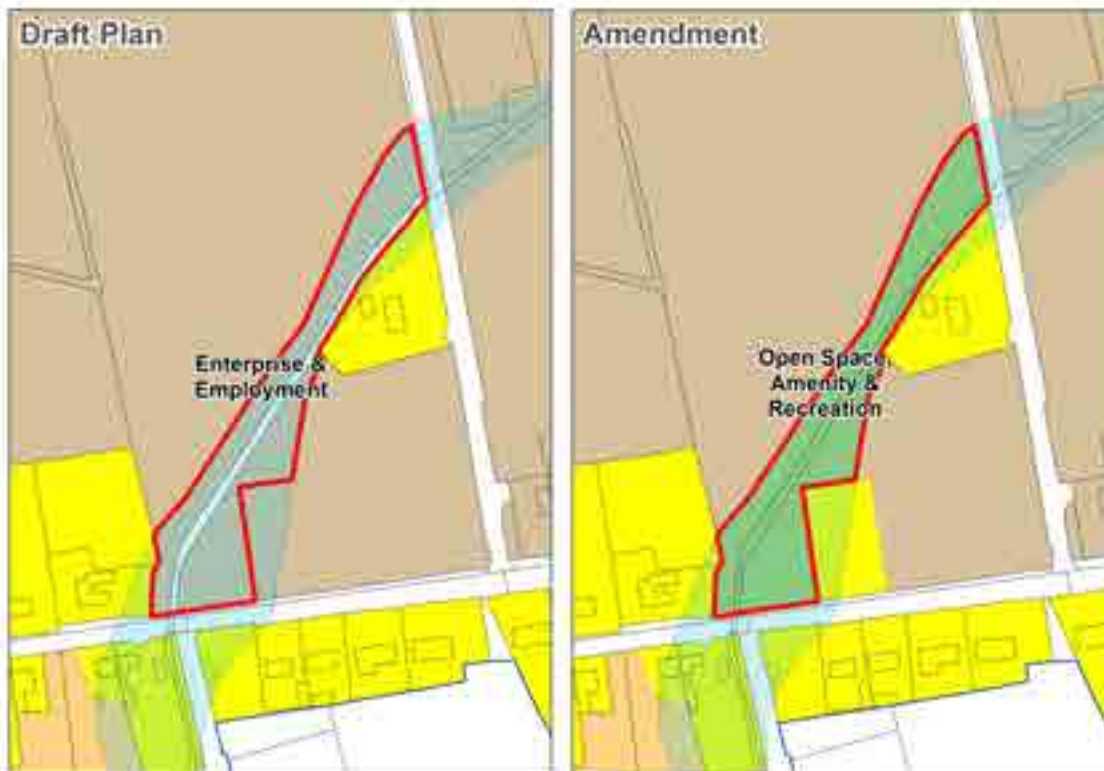 Draft Plan
Enterprise &
Employment
Amendment
Open Space,
Amenity &
Recreation